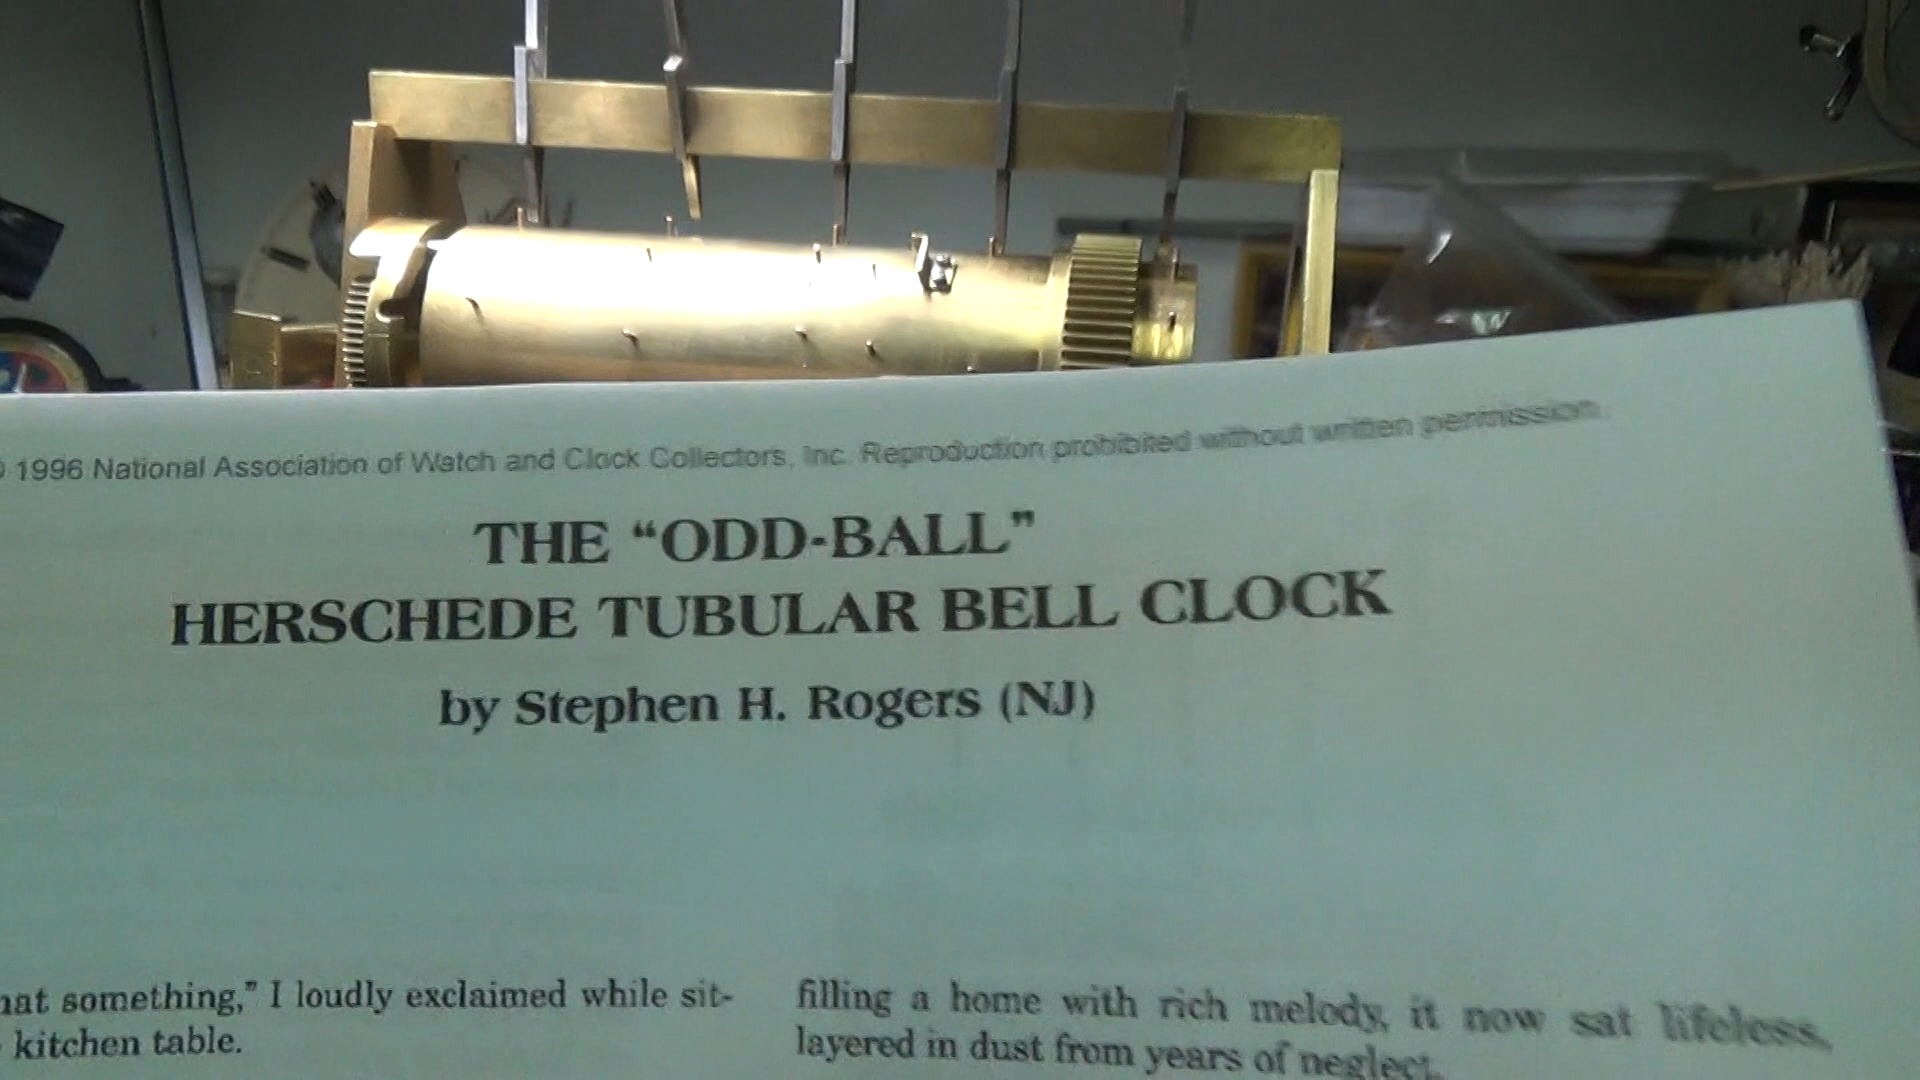 © 1996 National Association of Watch and Clock Collectors, Inc. Reproduction prohibited without written permission.
THE “ODD-BALL”
HERSCHEDE TUBULAR BELL CLOCK
by Stephen H. Rogers (NJ)
something,” I loudly exclaimed while sit-
kitchen table.
filling a home with rich melody, it now sat lifeless,
layered in dust from years of neglect.